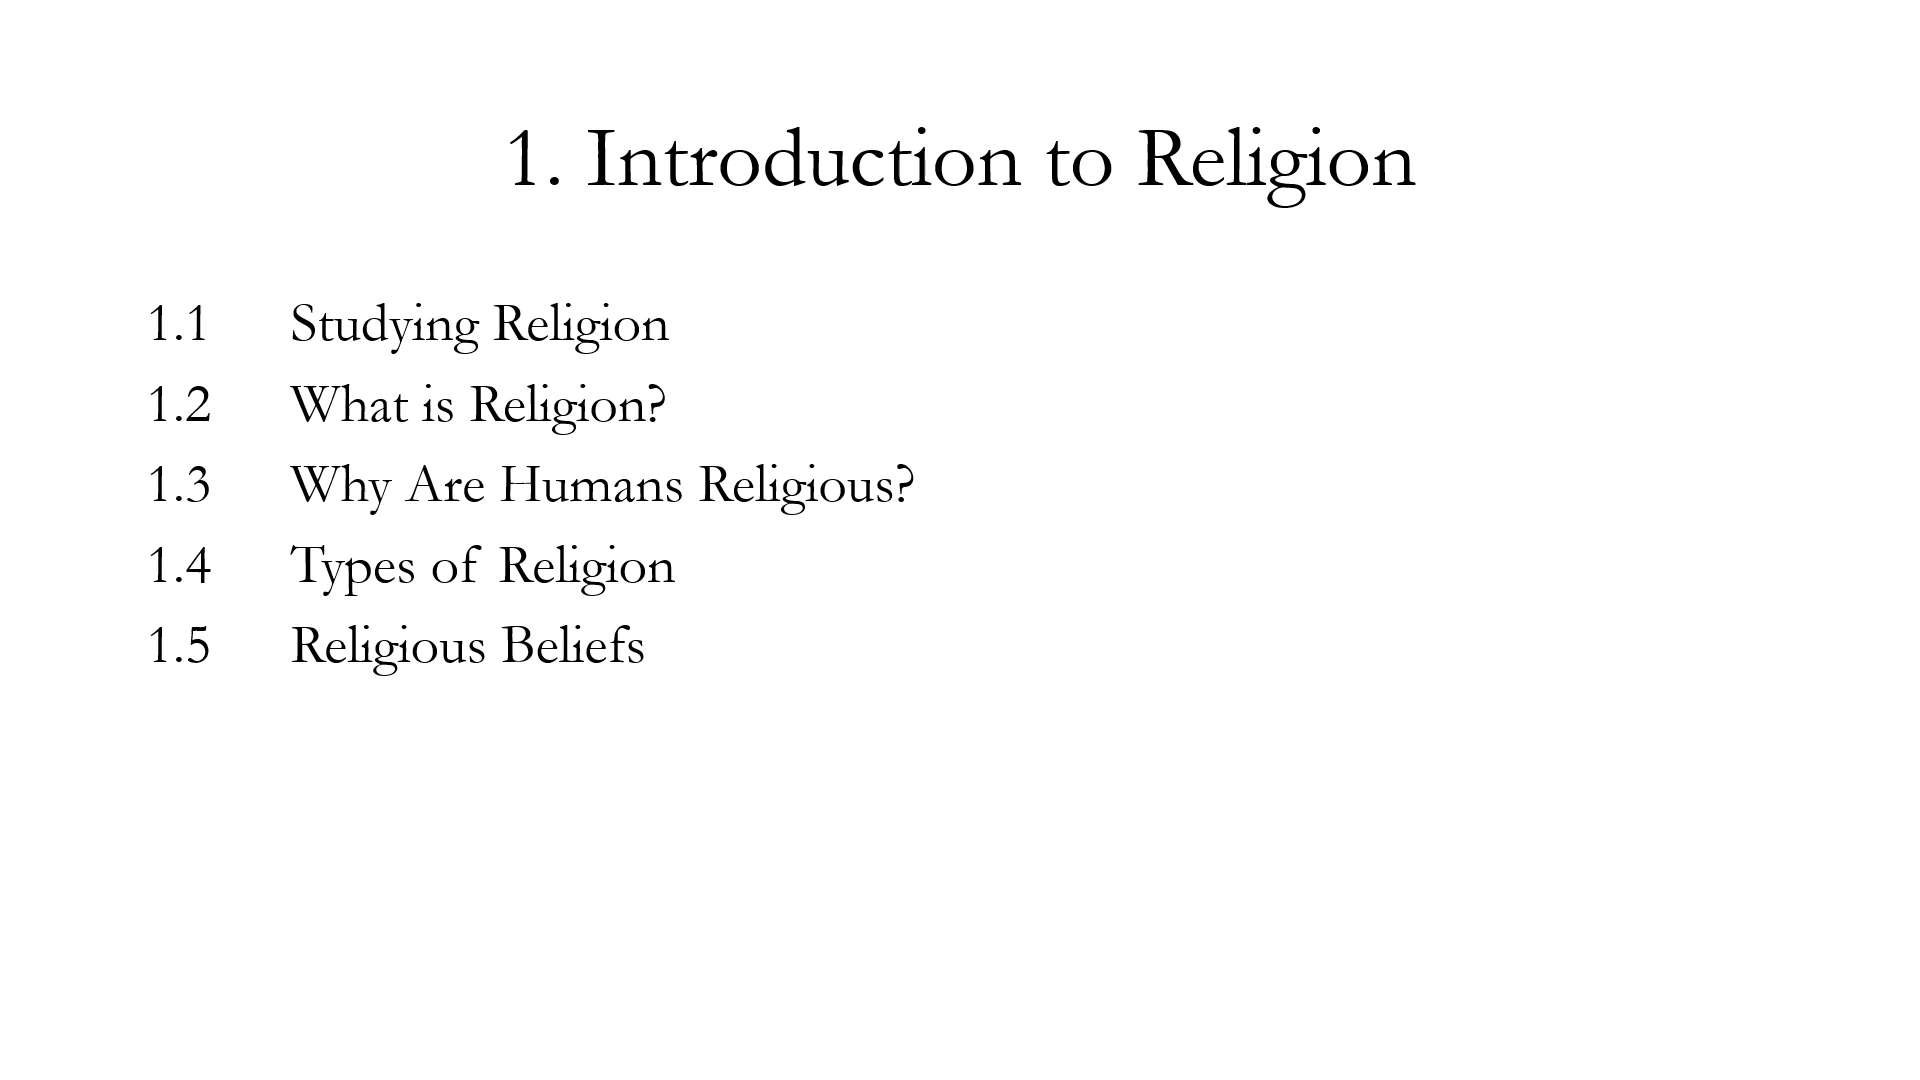 1. Introduction to Religion
1.1 Studying Religion
1.2 What is Religion?
1.3 Why Are Humans Religious?
1.4 Types of Religion
1.5 Religious Beliefs